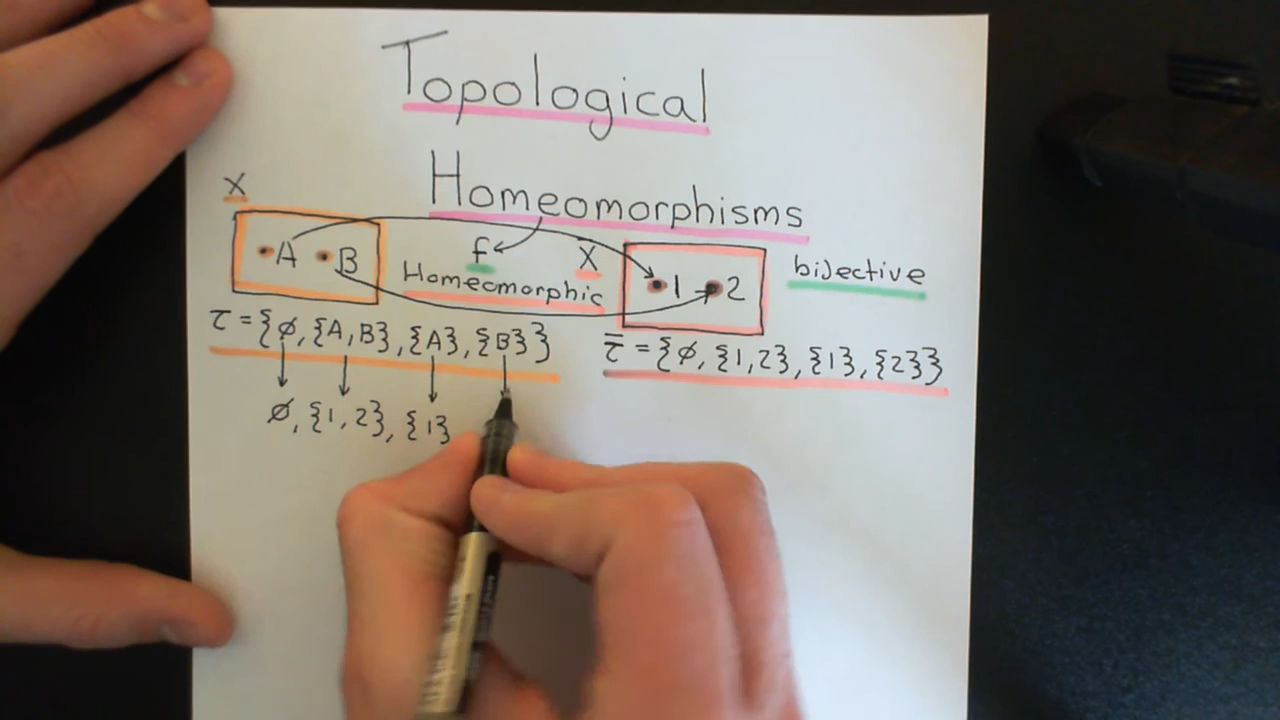 Topological
Homeomorphisms
X
A B
f
X
Homeomorphic
1 2
biJective
τ = {∅, {A, B}, {A}, {B}}
τ̄ = {∅, {1, 2}, {1}, {2}}
∅, {1, 2}, {1}